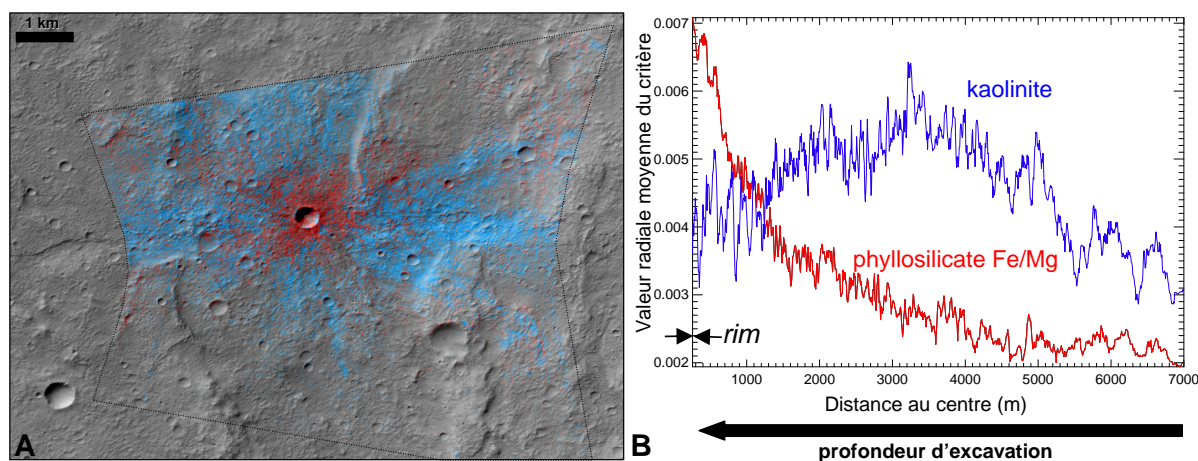 1 km
A
Valeur radiale moyenne du critère
0.007
0.006
0.005
0.004
0.003
0.002
kaolinite
phyllosilicate Fe/Mg
rim
1000 2000 3000 4000 5000 6000 7000
Distance au centre (m)
B
profondeur d'excavation